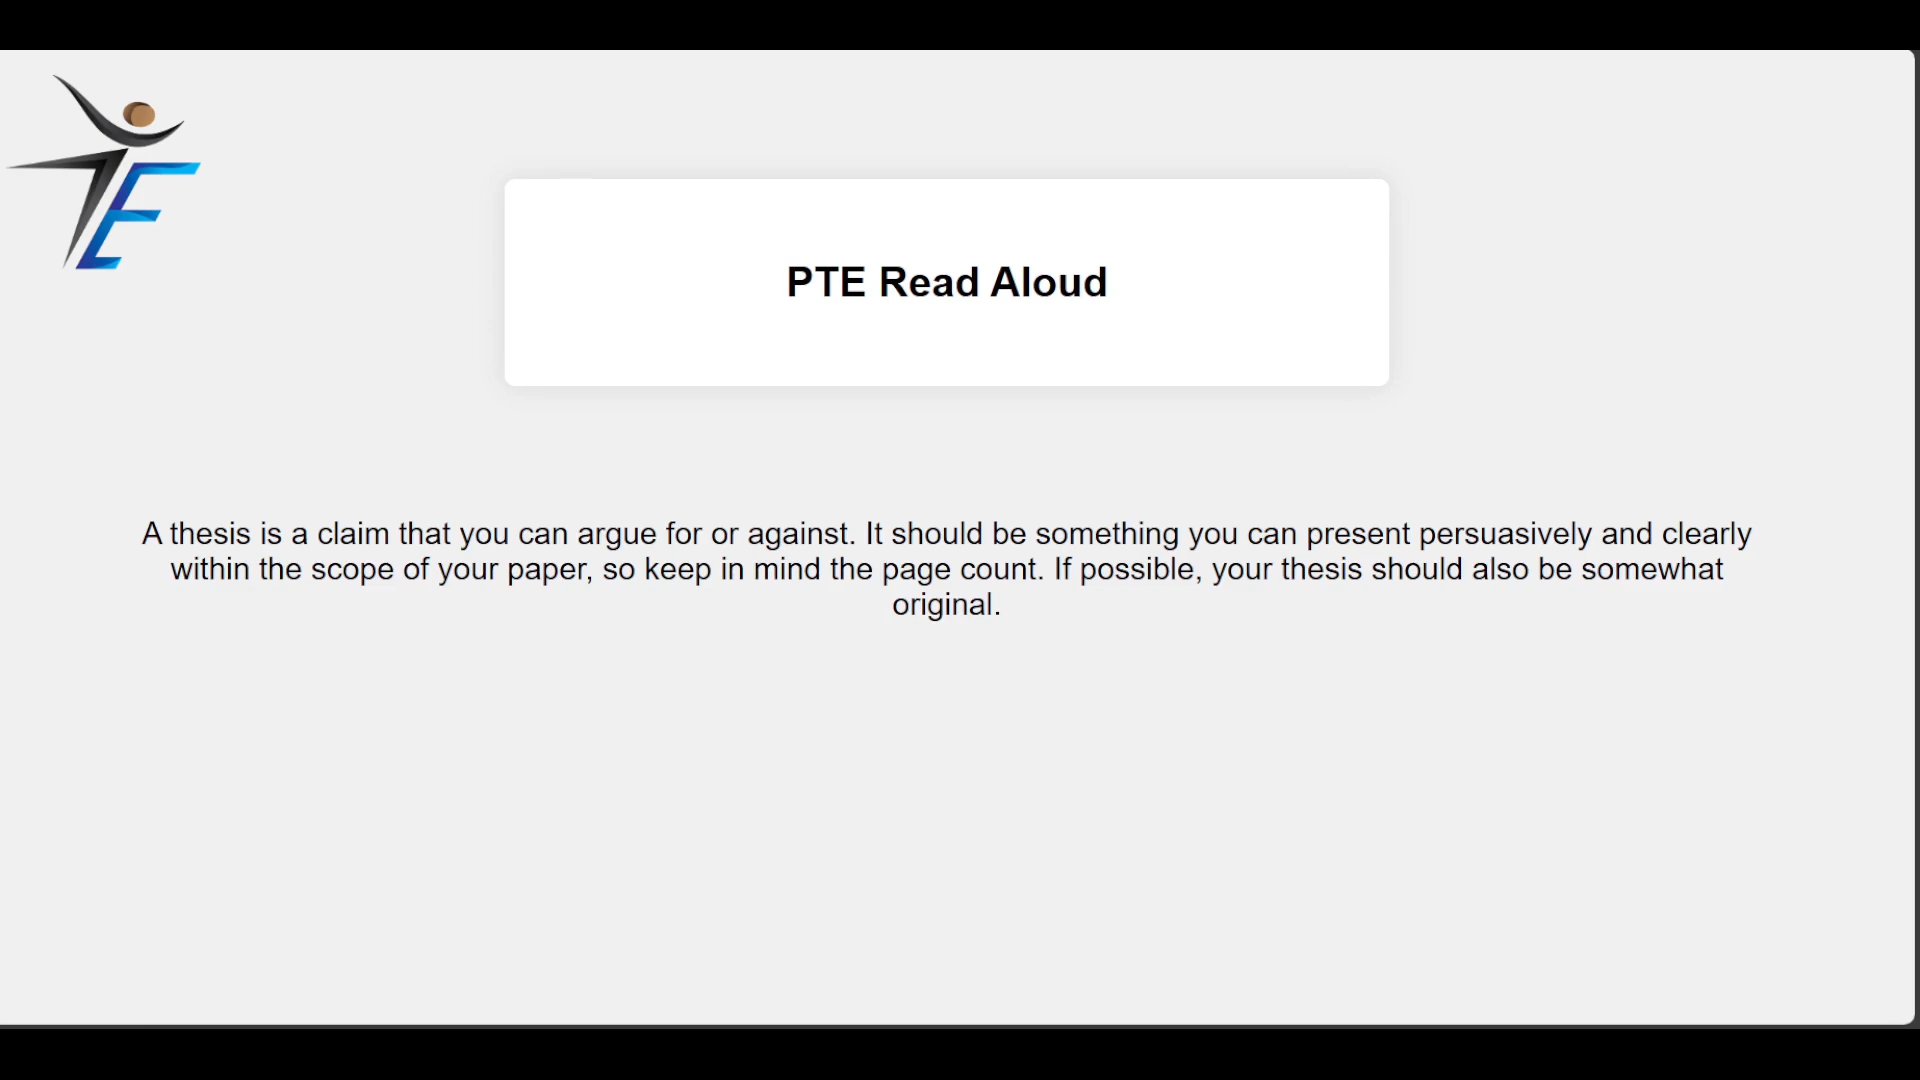 PTE Read Aloud
A thesis is a claim that you can argue for or against. It should be something you can present persuasively and clearly
within the scope of your paper, so keep in mind the page count. If possible, your thesis should also be somewhat
original.